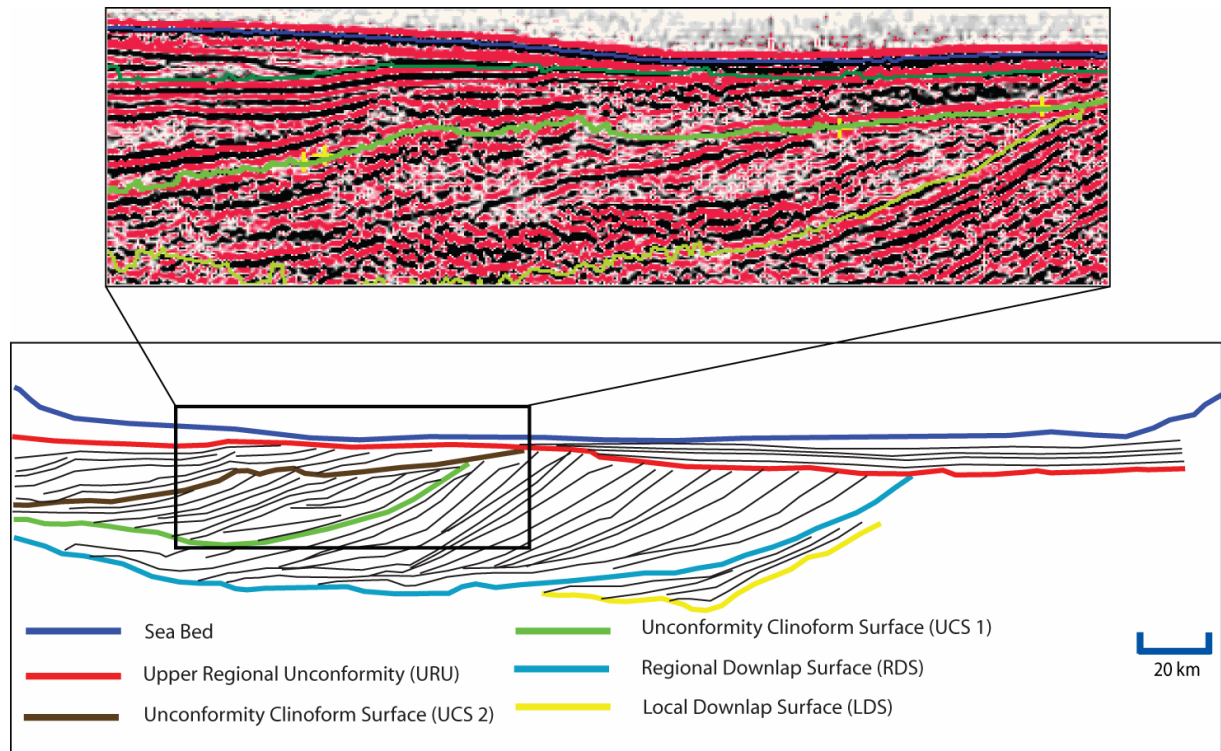 Sea Bed
Upper Regional Unconformity (URU)
Unconformity Clinoform Surface (UCS 2)
Unconformity Clinoform Surface (UCS 1)
Regional Downlap Surface (RDS)
Local Downlap Surface (LDS)
20 km